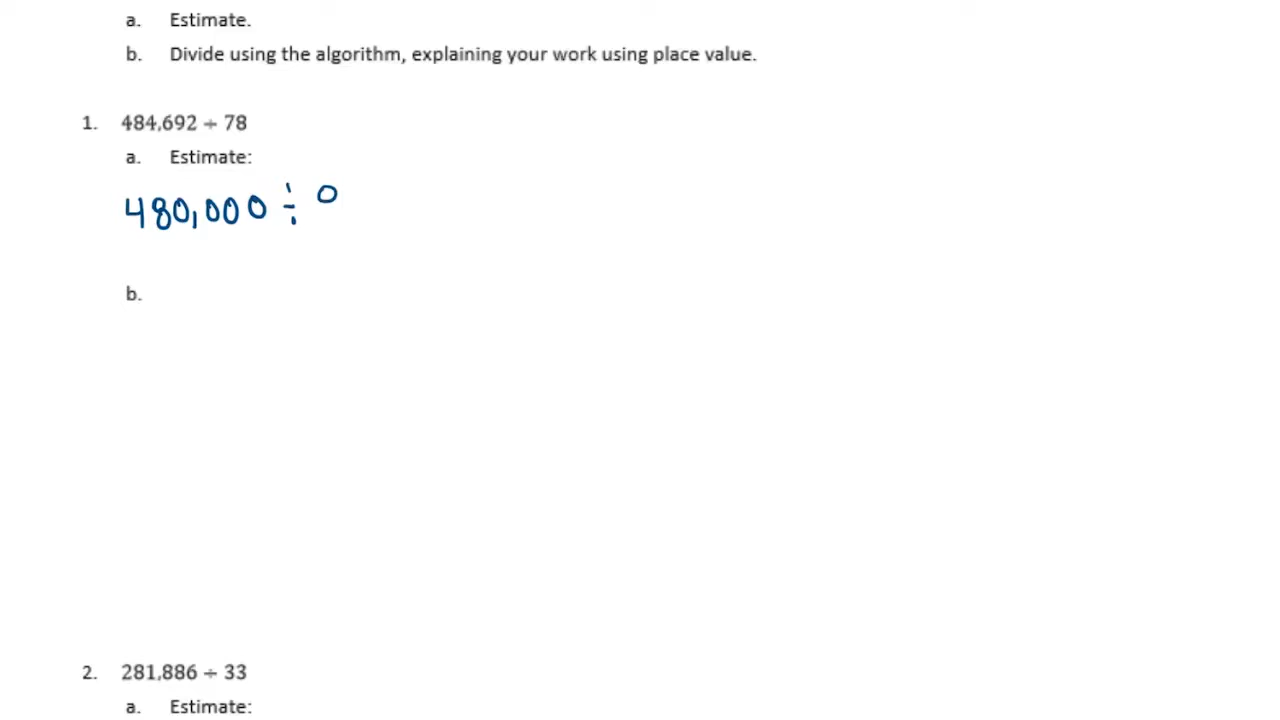 a. Estimate.
b. Divide using the algorithm, explaining your work using place value.
1. 484,692 ÷ 78
a. Estimate:
480,000 ÷
b.
2. 281,886 ÷ 33
a. Estimate: